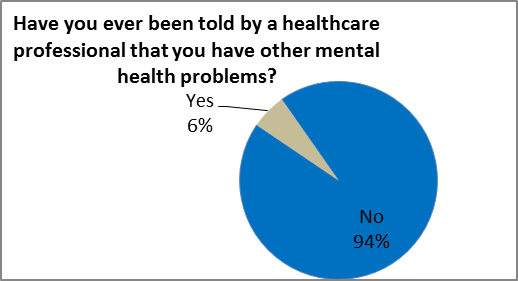 Have you ever been told by a healthcare
professional that you have other mental
health problems?
Yes
6%
No
94%